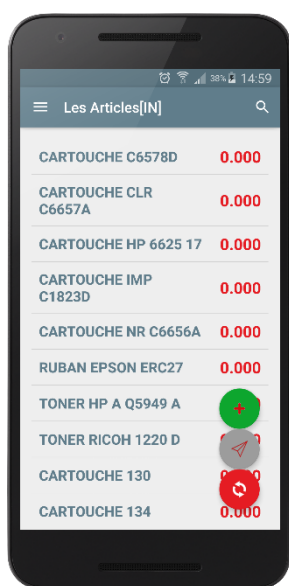 38% 14:59
Les Articles[IN]
CARTOUCHE C6578D 0.000
CARTOUCHE CLR
C6657A 0.000
CARTOUCHE HP 6625 17 0.000
CARTOUCHE IMP
C1823D 0.000
CARTOUCHE NR C6656A 0.000
RUBAN EPSON ERC27 0.000
TONER HP A Q5949 A
TONER RICOH 1220 D
CARTOUCHE 130
CARTOUCHE 134 0.000